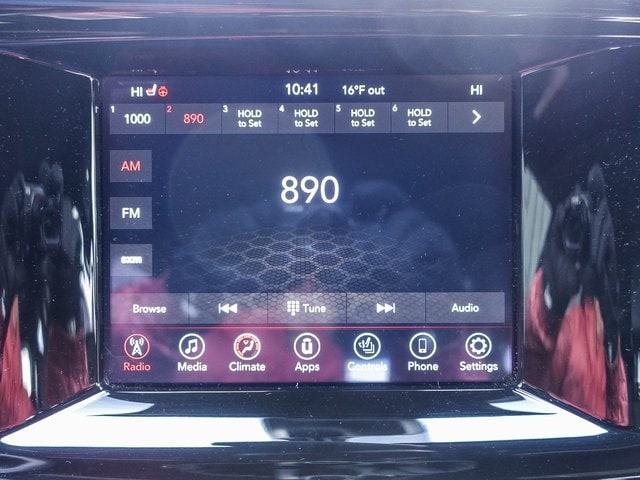 HI 10:41 16°F out HI
1 1000 2 890 3 HOLD to Set 4 HOLD to Set 5 HOLD to Set 6 HOLD to Set
AM
890
FM
sxm
Browse Tune Audio
Radio Media Climate Apps Controls Phone Settings